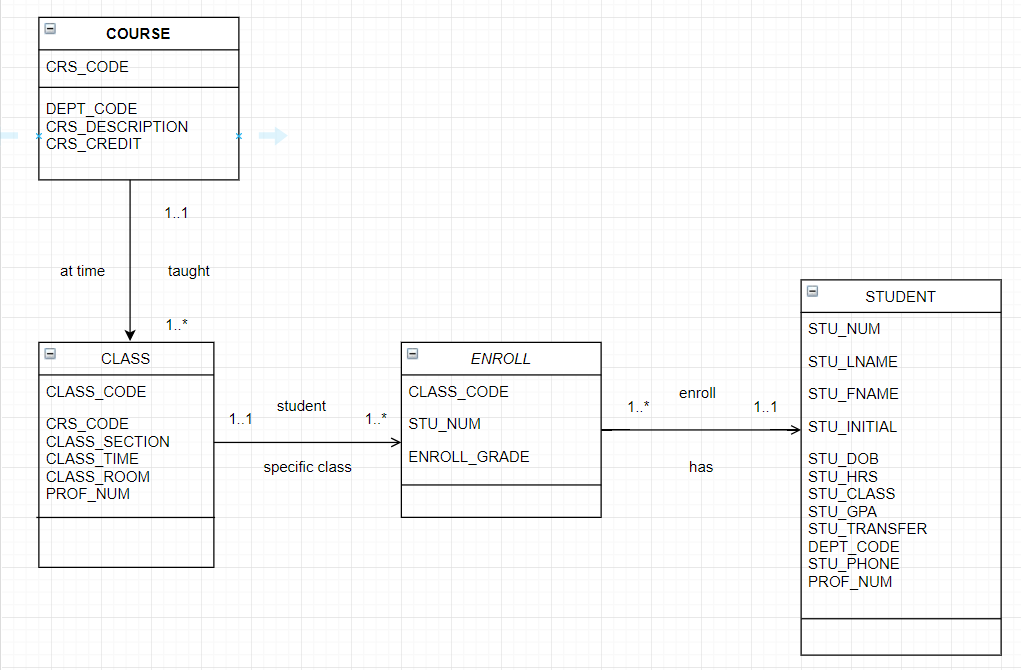 COURSE
CRS_CODE
DEPT_CODE
CRS_DESCRIPTION
CRS_CREDIT
1..1
at time
taught
1..*
CLASS
CLASS_CODE
CRS_CODE
CLASS_SECTION
CLASS_TIME
CLASS_ROOM
PROF_NUM
1..1
student
1..*
specific class
ENROLL
CLASS_CODE
STU_NUM
ENROLL_GRADE
1..*
enroll
1..1
has
STUDENT
STU_NUM
STU_LNAME
STU_FNAME
STU_INITIAL
STU_DOB
STU_HRS
STU_CLASS
STU_GPA
STU_TRANSFER
DEPT_CODE
STU_PHONE
PROF_NUM